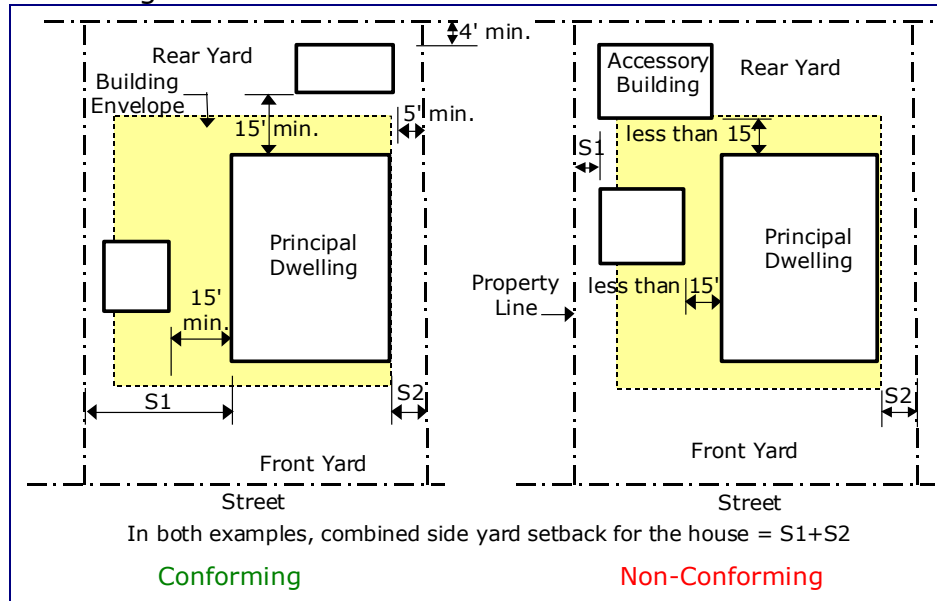 4' min.
Rear Yard
Building
Envelope
15' min.
5' min.
Principal
Dwelling
15'
min.
S1
S2
Front Yard
Street
Accessory
Building
Rear Yard
less than 15'
S1
Principal
Dwelling
Property
Line
less than 15'
S2
Front Yard
Street
In both examples, combined side yard setback for the house = S1+S2
Conforming
Non-Conforming